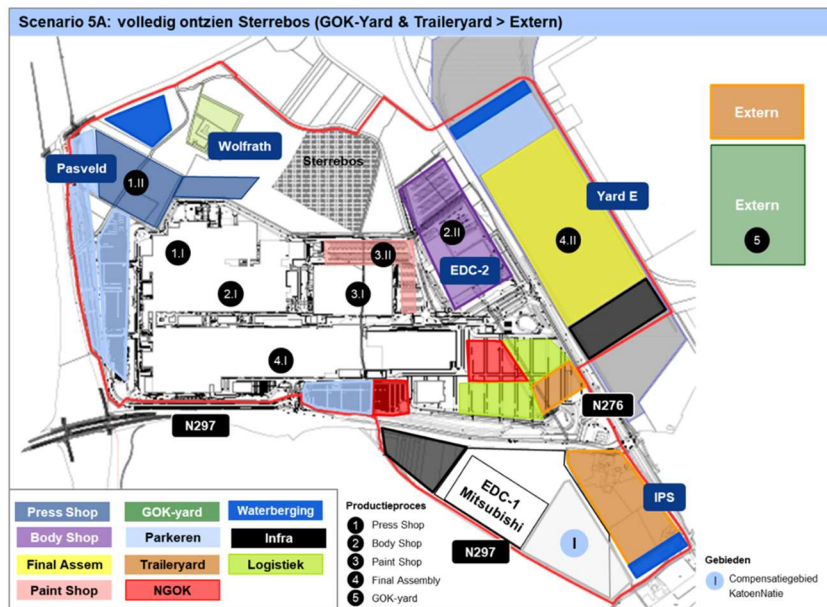 Scenario 5A: volledig ontzien Sterrebos (GOK-Yard & Traileryard > Extern)
Extern
Wolfrath
Pasveld
Sterrebos
1.II
Yard E
Extern
2.II
4.II
5
1.I
3.II
EDC-2
2.I
3.I
4.I
N276
N297
EDC-1
Mitsubishi
IPS
I
N297
Press Shop
GOK-yard
Waterberging
Body Shop
Parkeren
Infra
Final Assem
Traileryard
Logistiek
Paint Shop
NGOK
Productieproces
1 Press Shop
2 Body Shop
3 Paint Shop
4 Final Assembly
5 GOK-yard
Gebieden
I Compensatiegebied
KatoenNatie